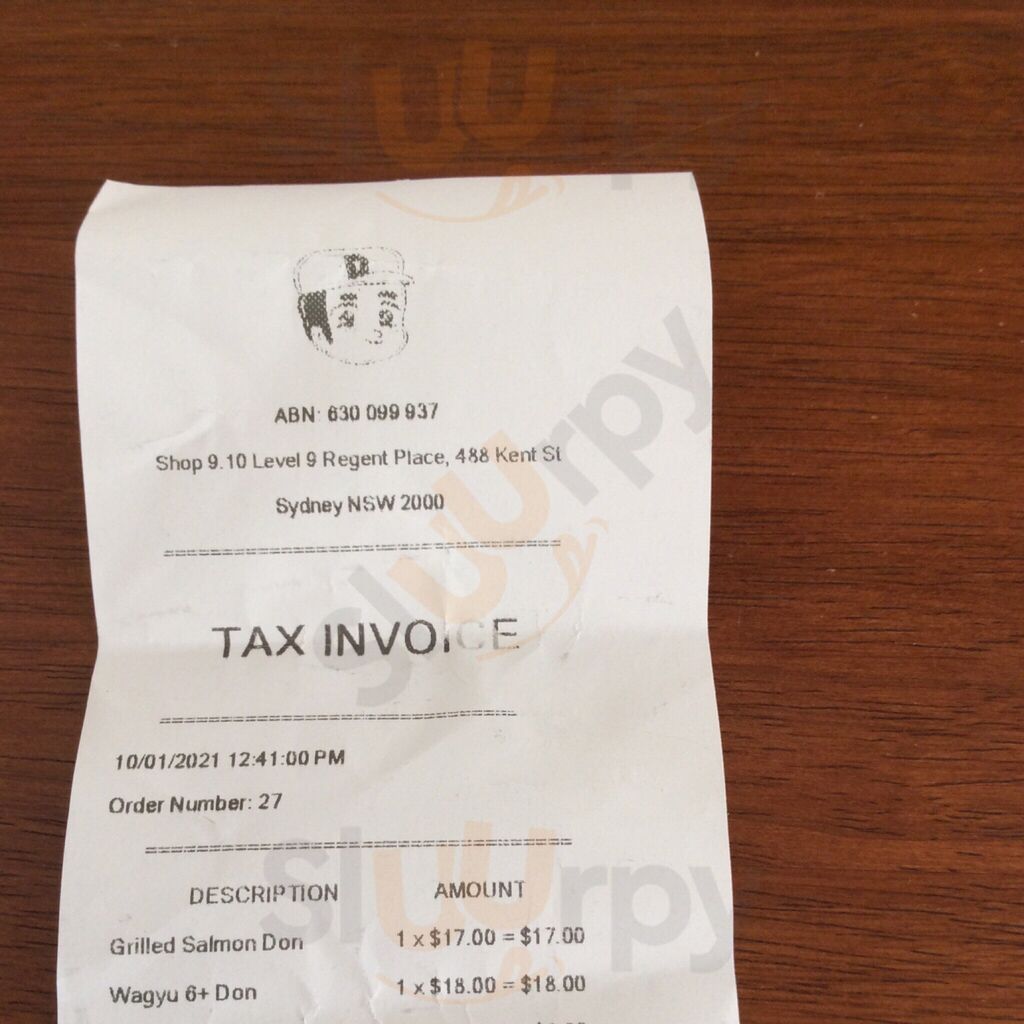 D
ABN: 630 099 937
Shop 9.10 Level 9 Regent Place, 488 Kent St
Sydney NSW 2000
TAX INVOICE
10/01/2021 12:41:00 PM
Order Number: 27
DESCRIPTION AMOUNT
Grilled Salmon Don 1 x $17.00 = $17.00
Wagyu 6+ Don 1 x $18.00 = $18.00
sluurpy
sluurpy